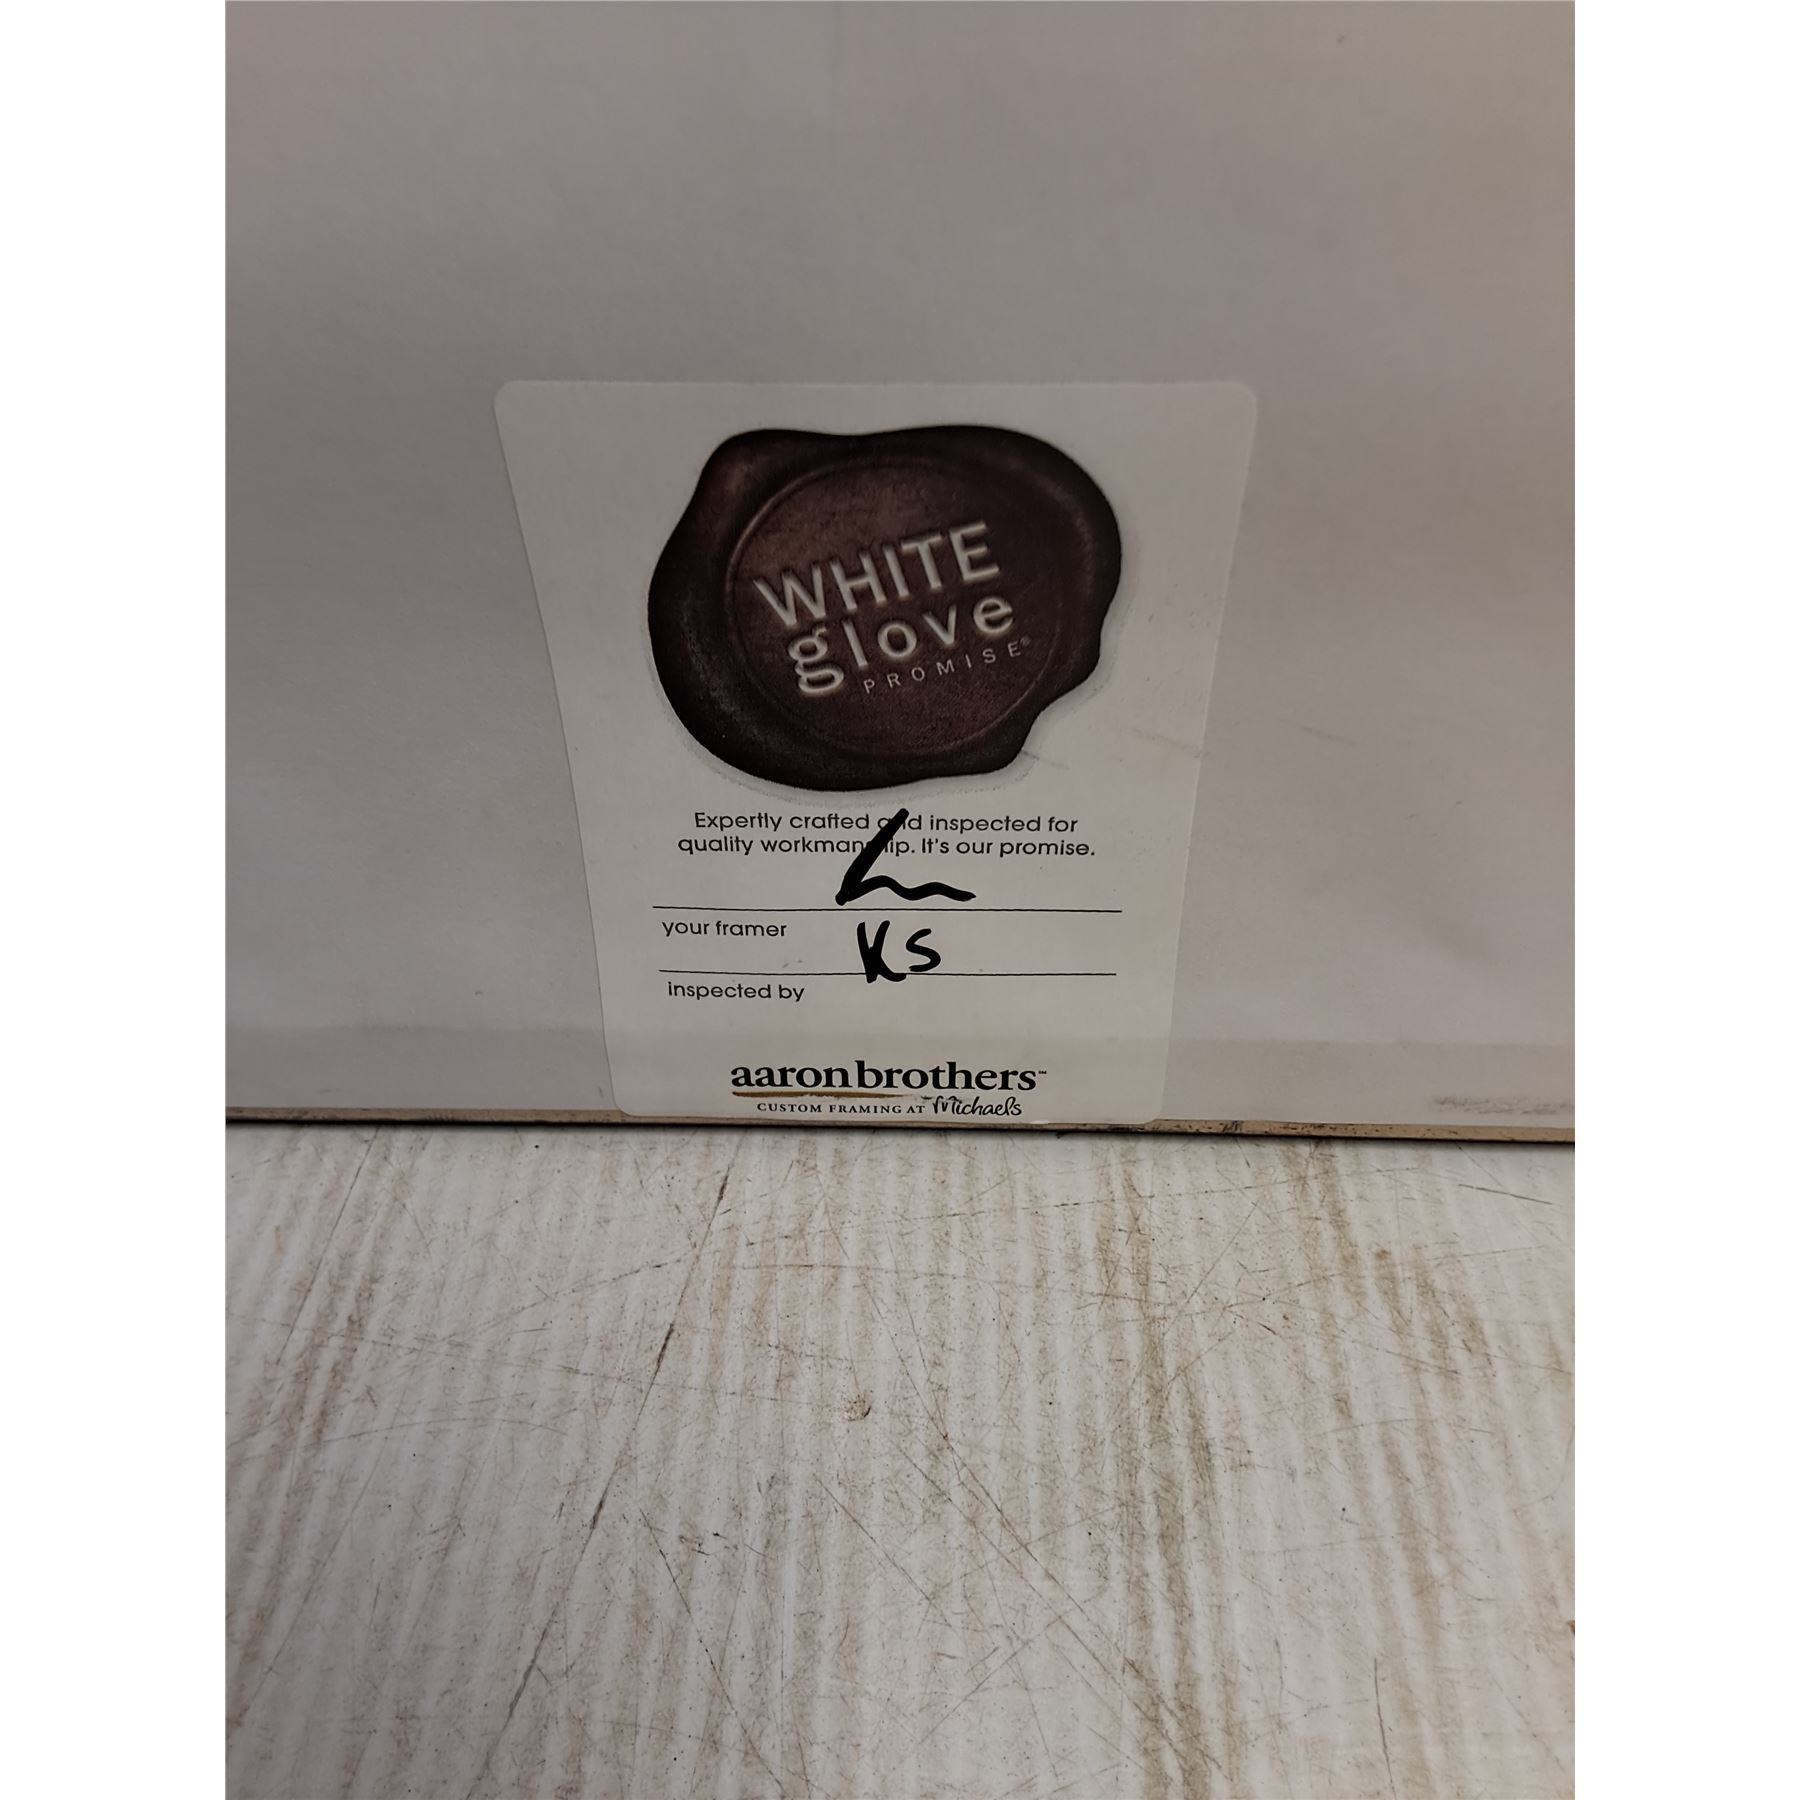 WHITE
glove
PROMISE®
Expertly crafted and inspected for
quality workmanship. It's our promise.
your framer
KS
inspected by
aaronbrothers℠
CUSTOM FRAMING AT Michaels